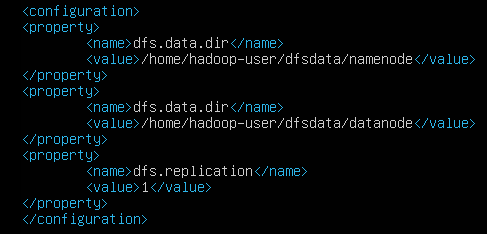 <configuration>
<property>
<name>dfs.data.dir</name>
<value>/home/hadoop-user/dfsdata/namenode</value>
</property>
<property>
<name>dfs.data.dir</name>
<value>/home/hadoop-user/dfsdata/datanode</value>
</property>
<property>
<name>dfs.replication</name>
<value>1</value>
</property>
</configuration>